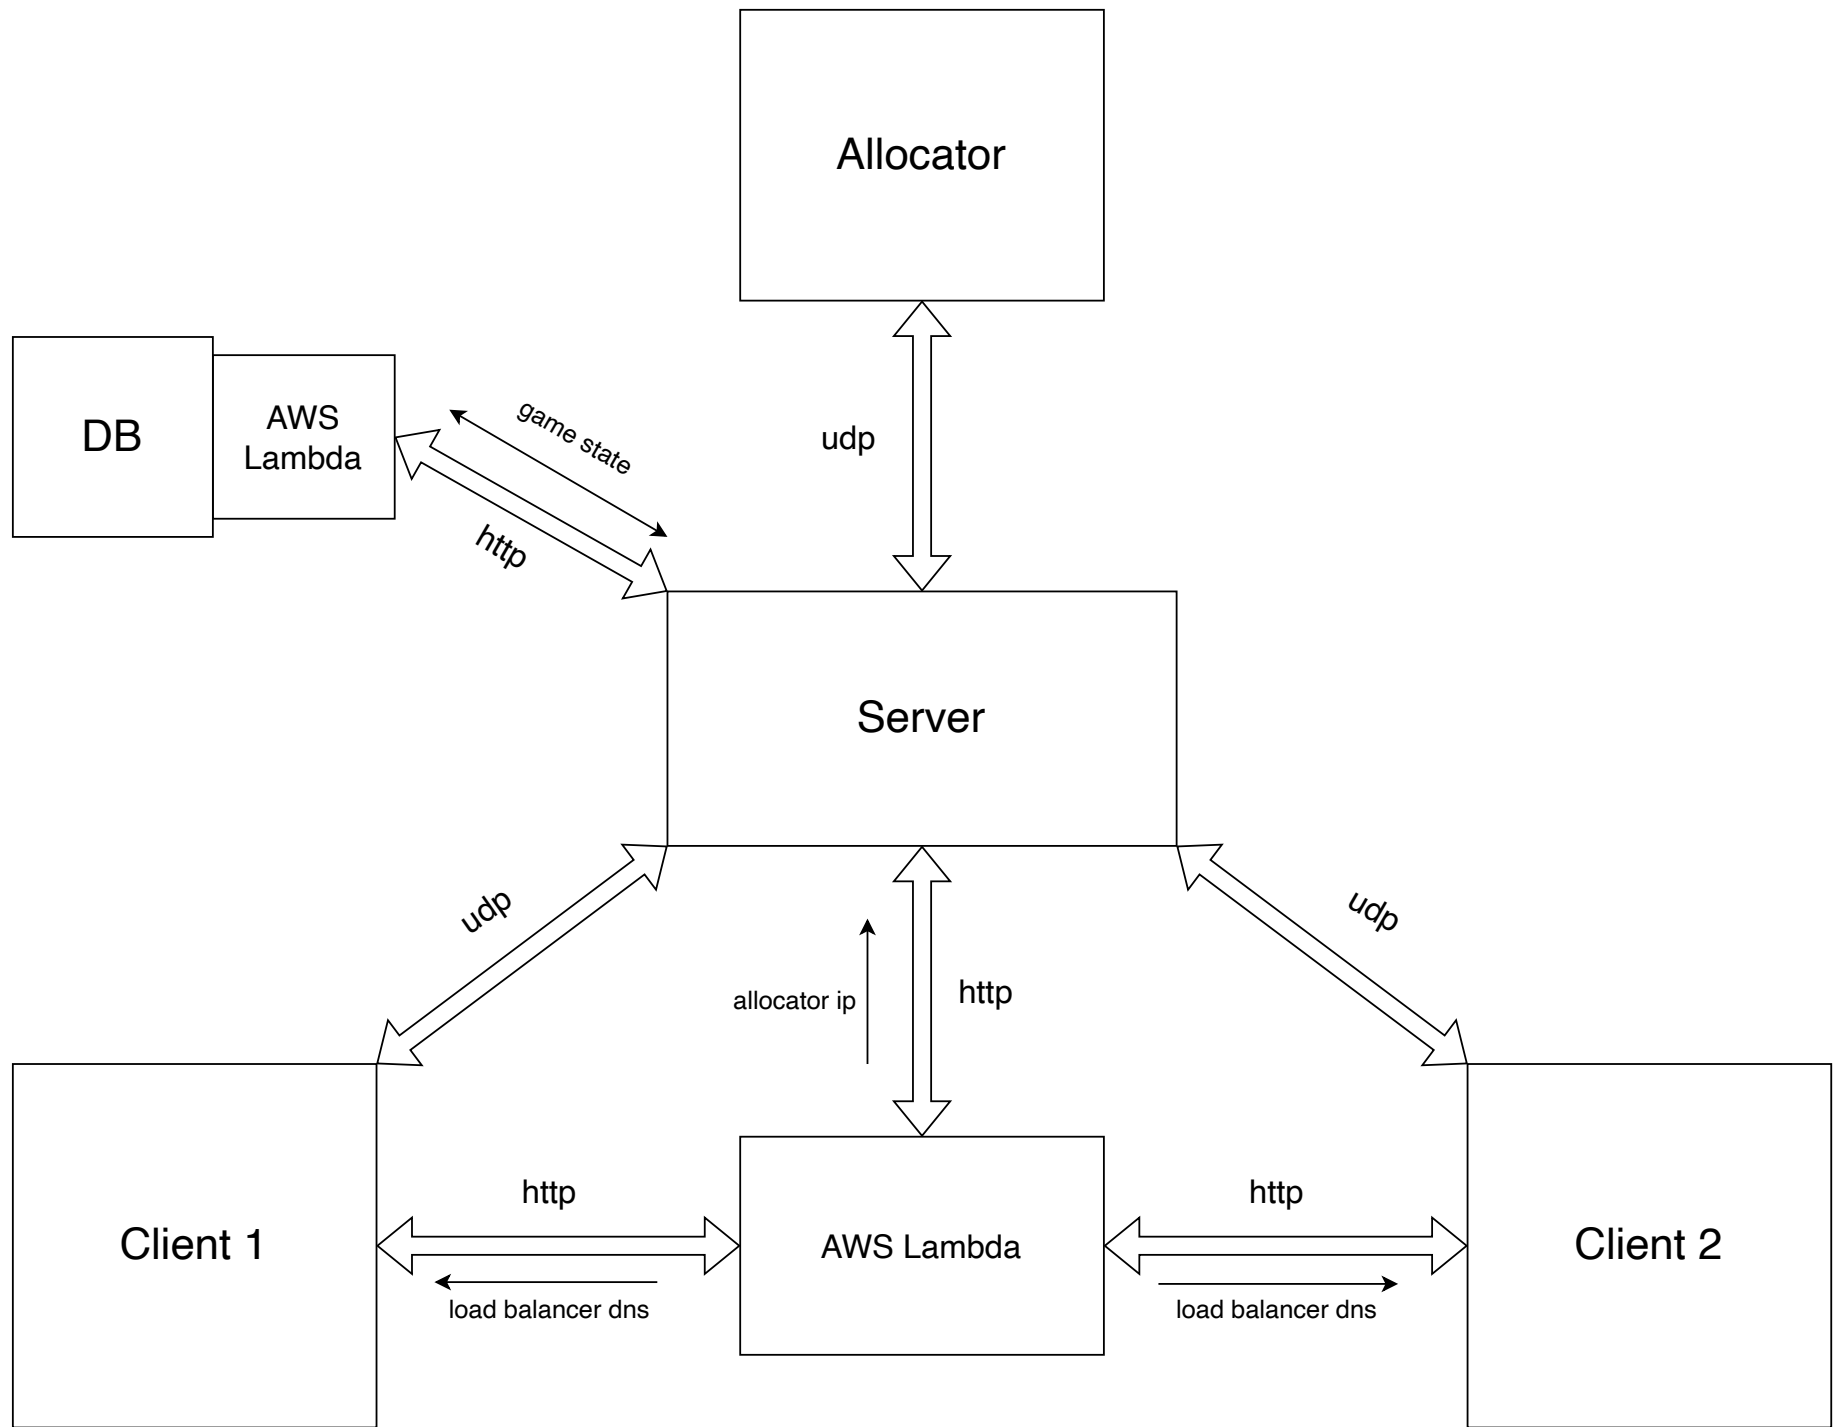 Allocator
DB
AWS
Lambda
game state
http
udp
Server
udp
allocator ip
http
udp
Client 1
http
load balancer dns
AWS Lambda
http
load balancer dns
Client 2